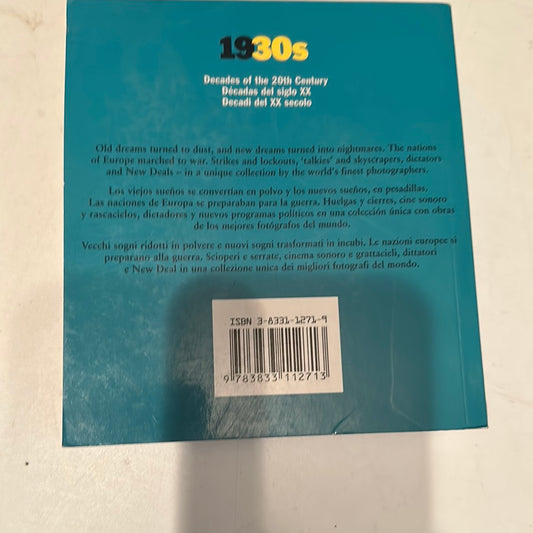 1930s
Decades of the 20th Century
Décadas del siglo XX
Decadi del XX secolo
Old dreams turned to dust, and new dreams turned into nightmares. The nations
of Europe marched to war. Strikes and lockouts, ‘talkies’ and skyscrapers, dictators
and New Deals – in a unique collection by the world's finest photographers.
Los viejos sueños se convertían en polvo y los nuevos sueños, en pesadillas.
Las naciones de Europa se preparaban para la guerra. Huelgas y cierres, cine sonoro
y rascacielos, dictadores y nuevos programas políticos en una colección única con obras
de los mejores fotógrafos del mundo.
Vecchi sogni ridotti in polvere e nuovi sogni trasformati in incubi. Le nazioni europee si
preparano alla guerra. Scioperi e serrate, cinema sonoro e grattacieli, dittatori
e New Deal in una collezione unica dei migliori fotografi del mondo.
ISBN 3-8331-1271-9
9 783833 112713